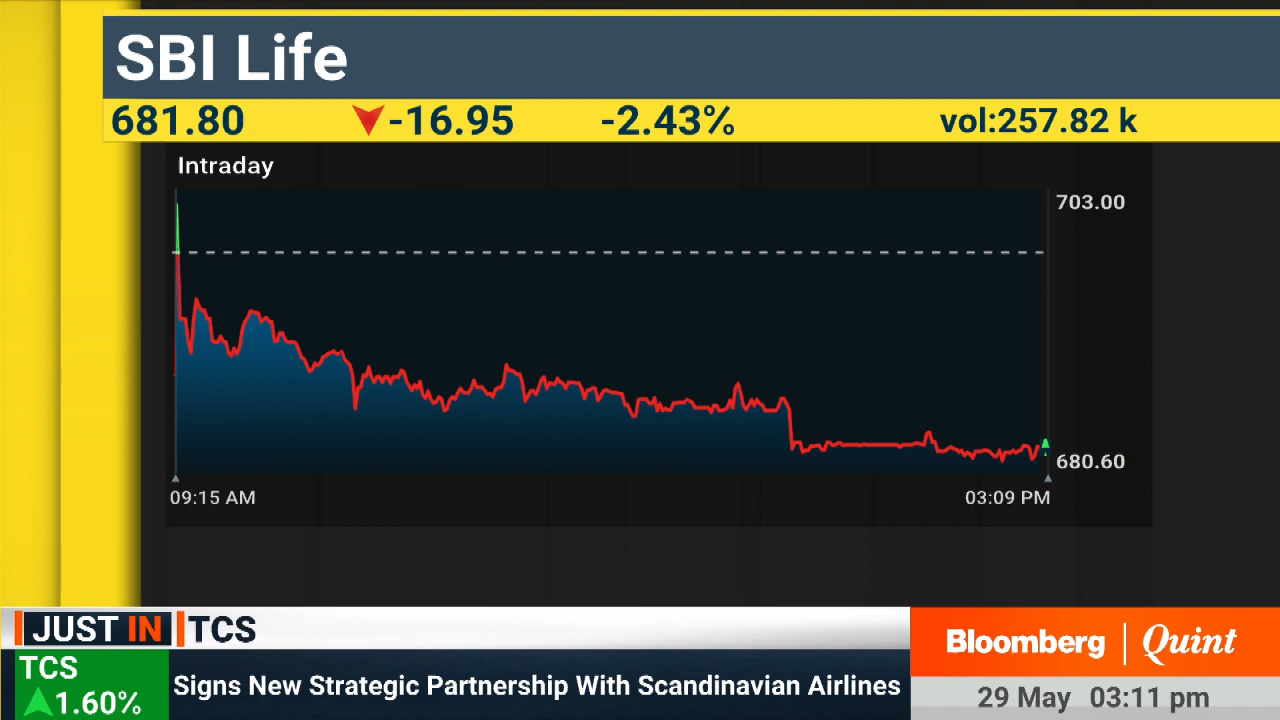 SBI Life
681.80 -16.95 -2.43% vol:257.82 k
Intraday
703.00
680.60
09:15 AM 03:09 PM
JUST IN TCS
TCS
1.60%
Signs New Strategic Partnership With Scandinavian Airlines
Bloomberg | Quint
29 May 03:11 pm